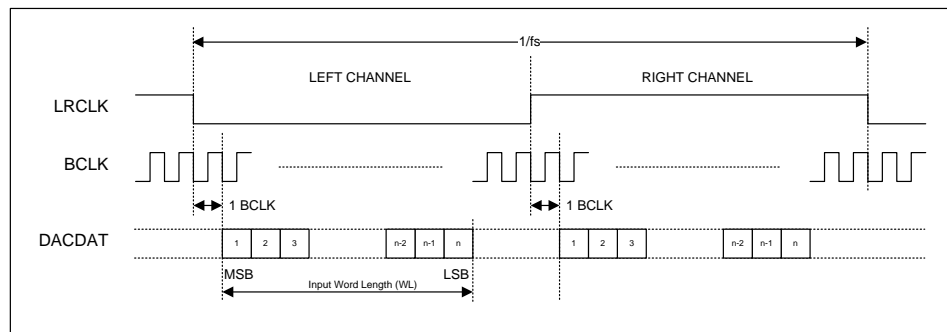 1/fs
LEFT CHANNEL RIGHT CHANNEL
LRCLK
BCLK
1 BCLK 1 BCLK
DACDAT 1 2 3 n-2 n-1 n 1 2 3 n-2 n-1 n
MSB LSB
Input Word Length (WL)